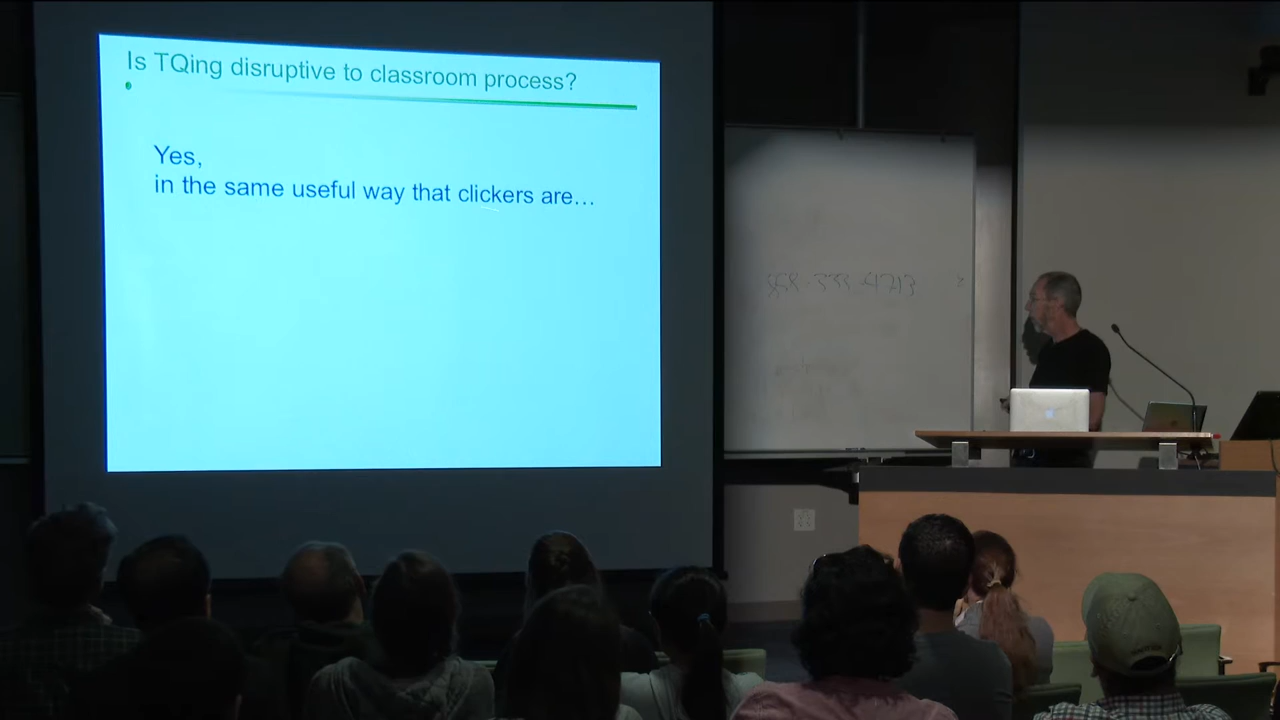 Is TQing disruptive to classroom process?
Yes,
in the same useful way that clickers are…